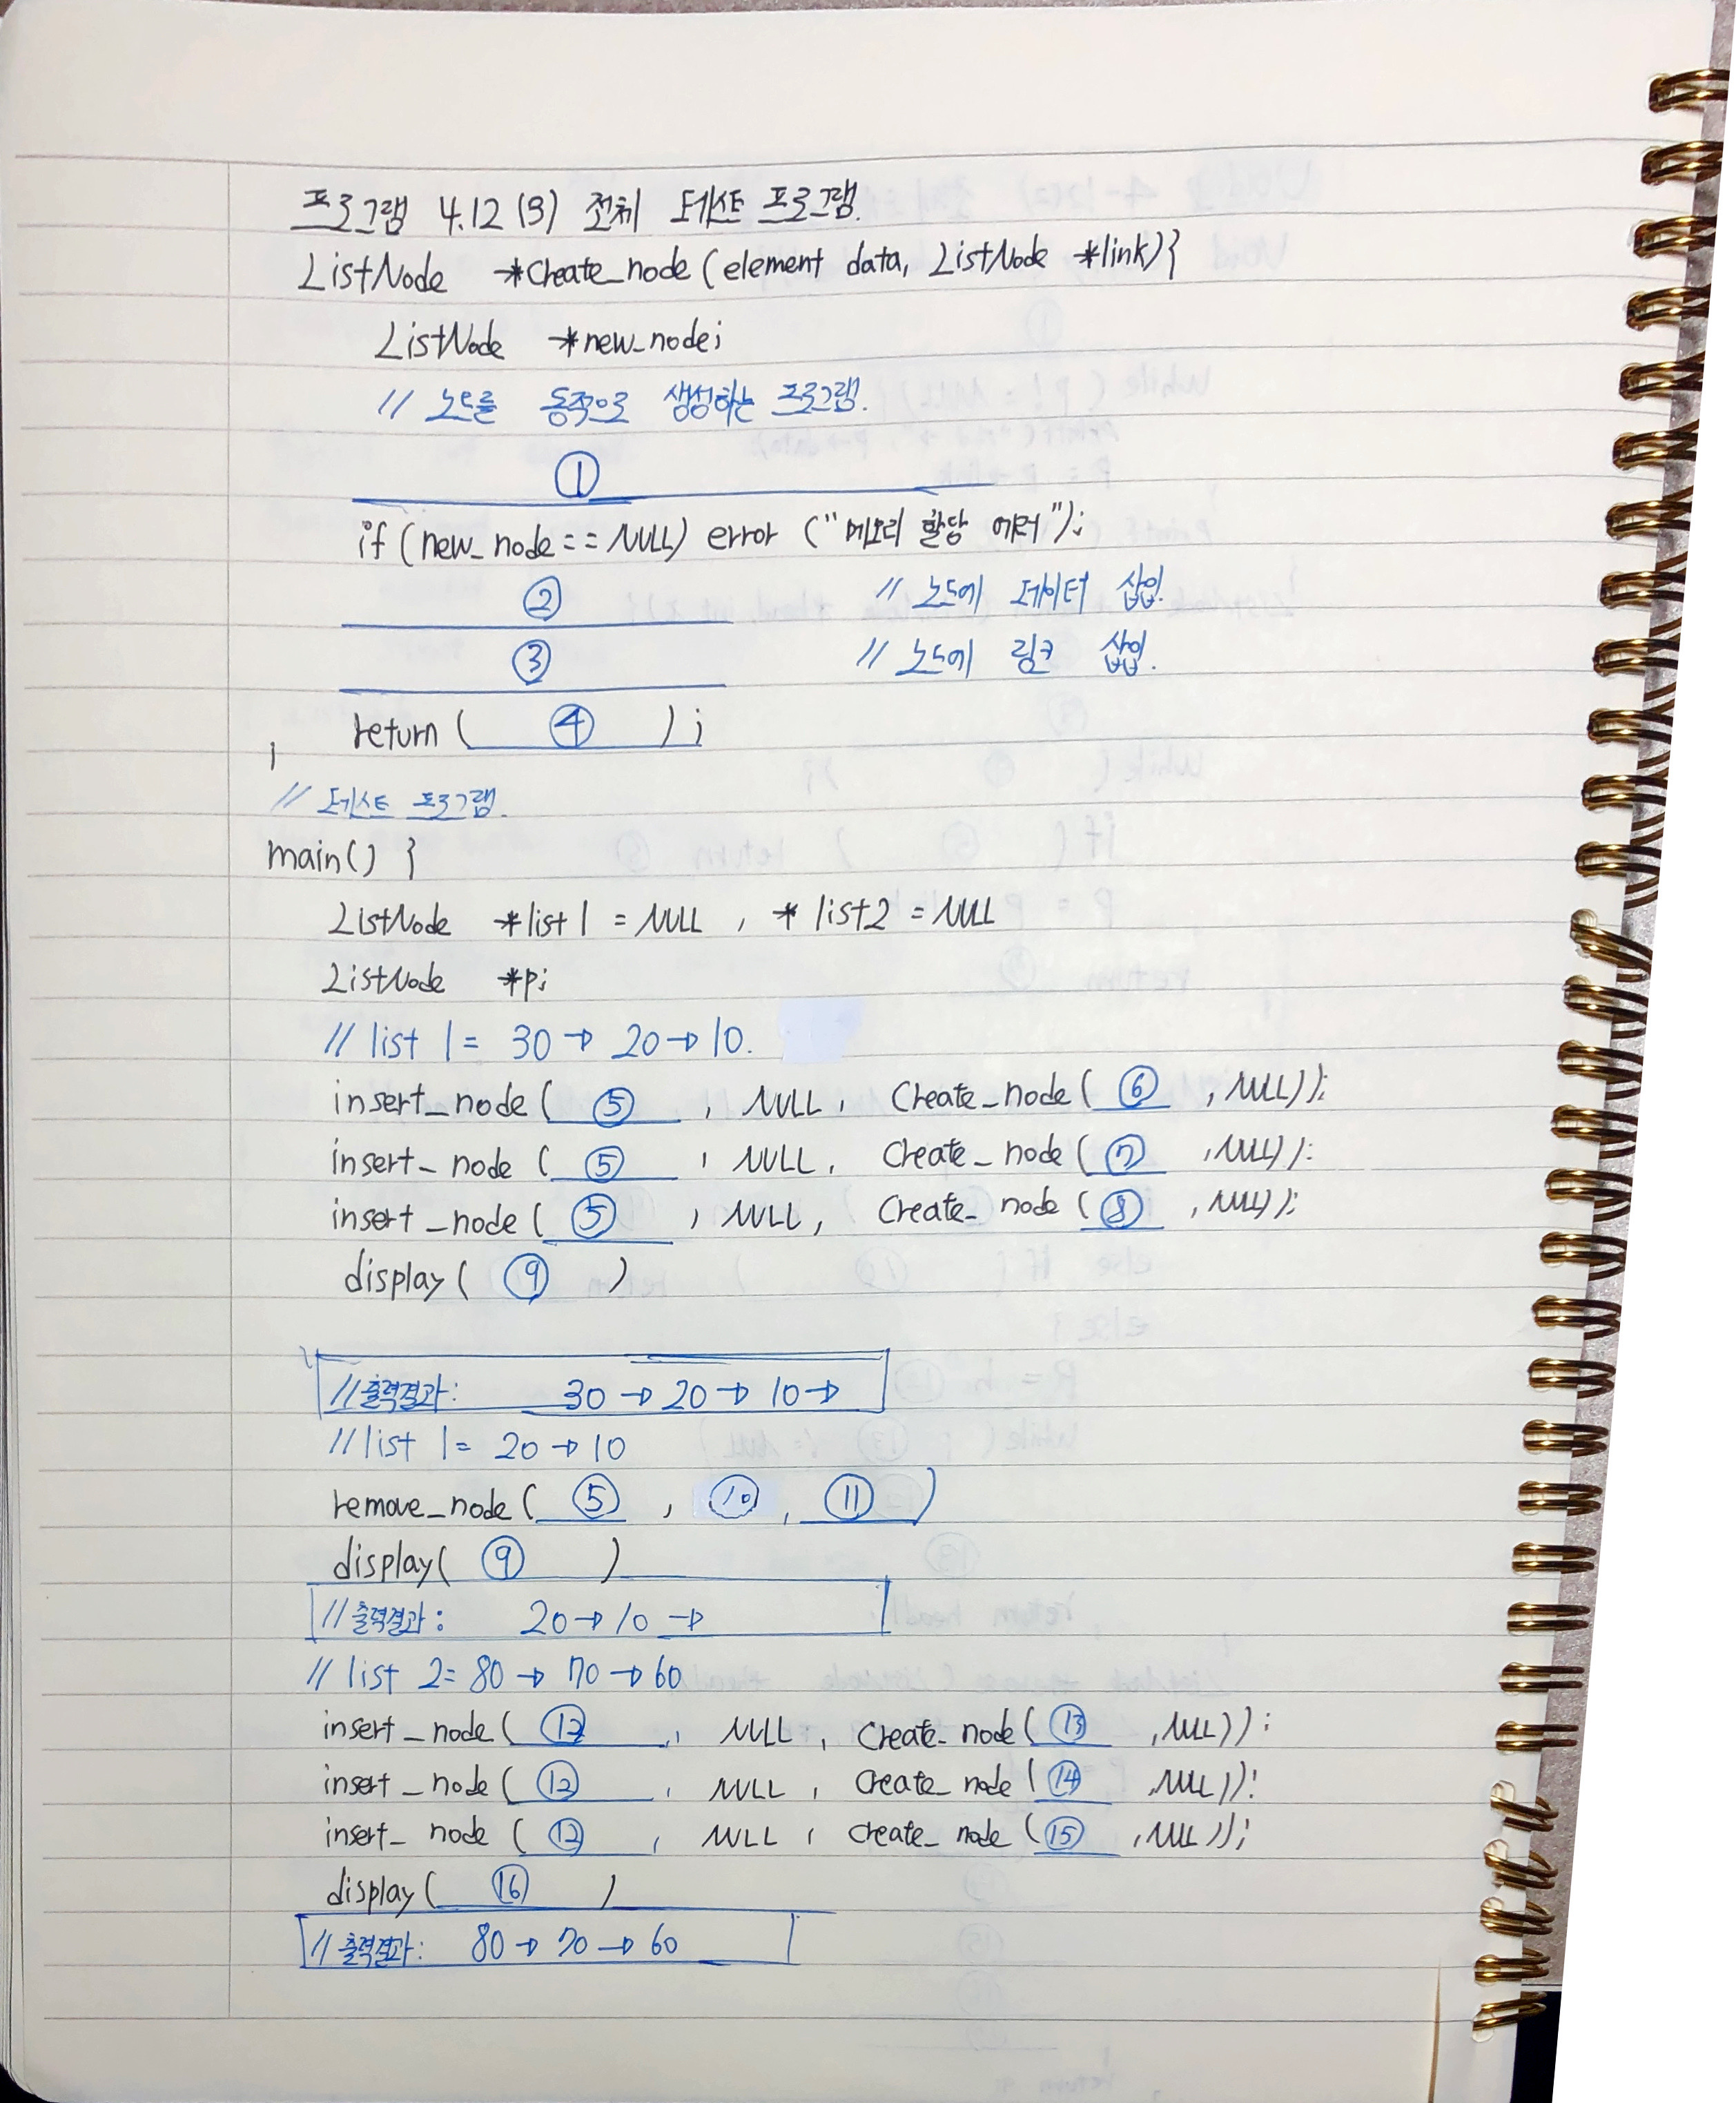 프로그램 4.12 (3) 전체 테스트 프로그램.
ListNode *Create_node (element data, ListNode *link){
ListNode *new_node;
// 노드를 동적으로 생성하는 프로그램.
①
if (new_node == NULL) error ("메모리 할당 에러");
② // 노드에 데이터 삽입.
③ // 노드에 링크 삽입.
return ( ④ );
}
// 테스트 프로그램.
main() {
ListNode *list1 = NULL, * list2 = NULL
ListNode *p;
// list 1 = 30 → 20 → 10.
insert_node( ⑤ , NULL, Create_node( ⑥ , NULL));
insert_node ( ⑤ , NULL, Create_node ( ⑦ , NULL));
insert_node( ⑤ , NULL, Create_node ( ⑧ , NULL));
display( ⑨ )
// 출력결과: 30 → 20 → 10 →
// list 1 = 20 → 10
remove_node( ⑤ , ⑩ , ⑪ )
display( ⑨ )
// 출력결과: 20 → 10 →
// list 2 = 80 → 70 → 60
insert_node( ⑫ , NULL, Create_node( ⑬ , NULL));
insert_node( ⑫ , NULL, Create_node( ⑭ , NULL));
insert_node ( ⑫ , NULL, Create_node ( ⑮ , NULL));
display( ⑯ )
// 출력결과: 80 → 70 → 60